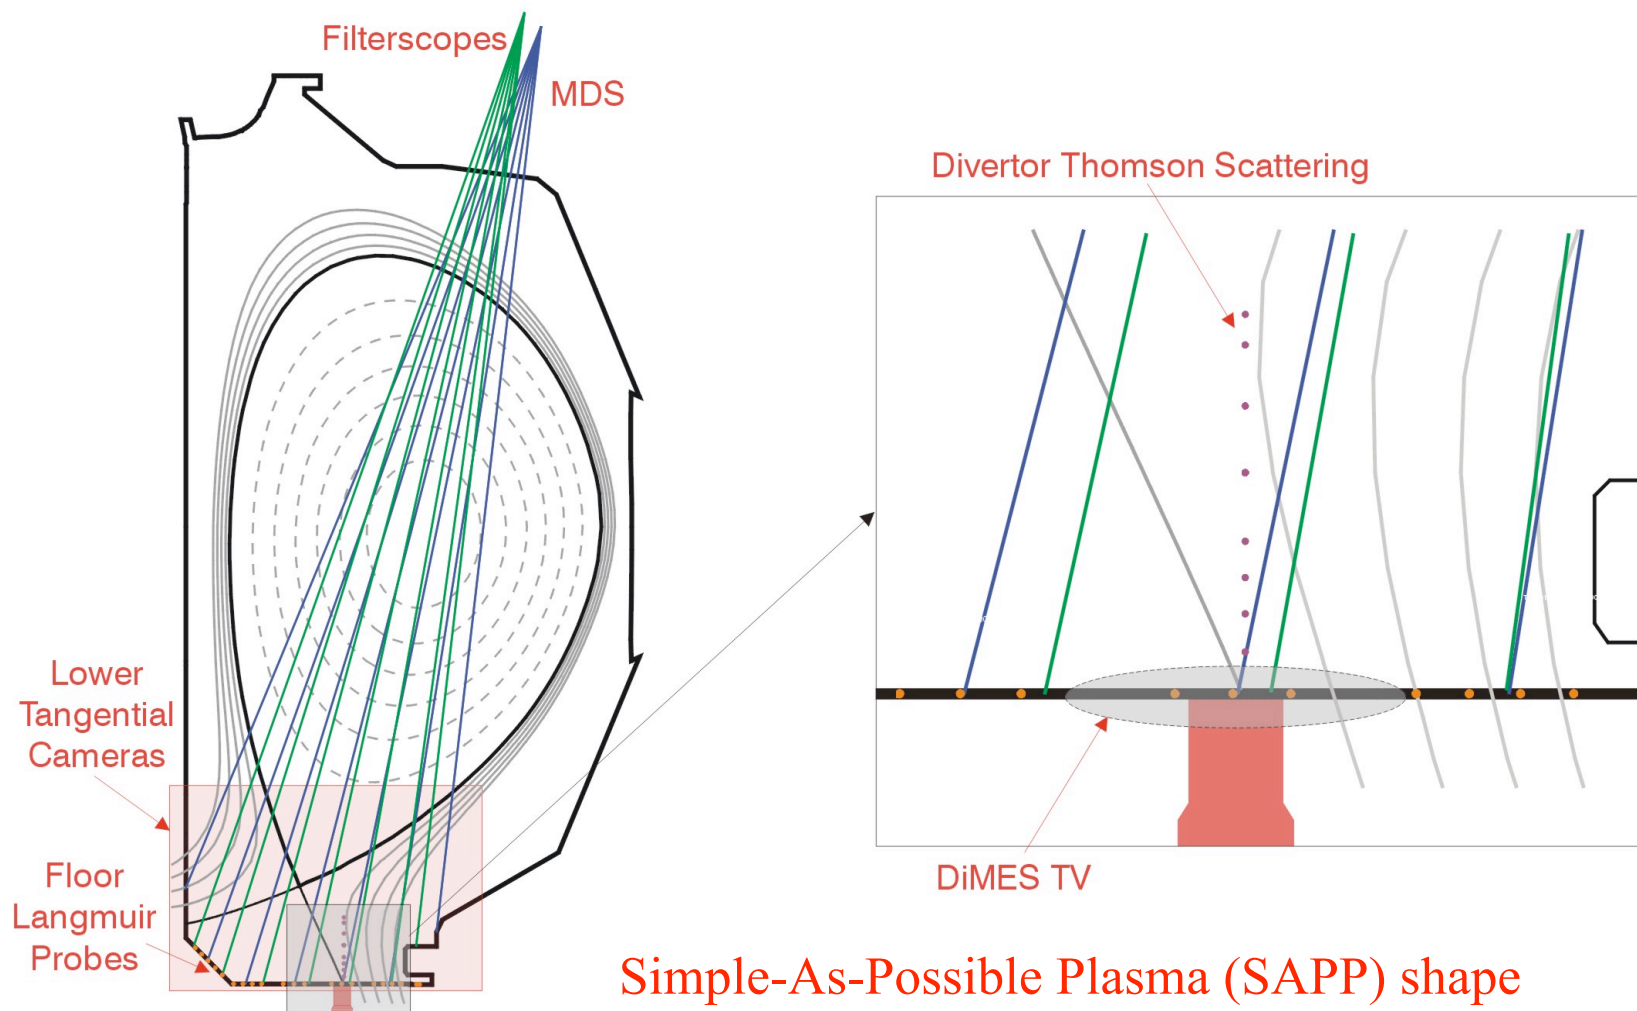 Filterscopes
MDS
Divertor Thomson Scattering
Lower
Tangential
Cameras
Floor
Langmuir
Probes
DiMES TV
Simple-As-Possible Plasma (SAPP) shape